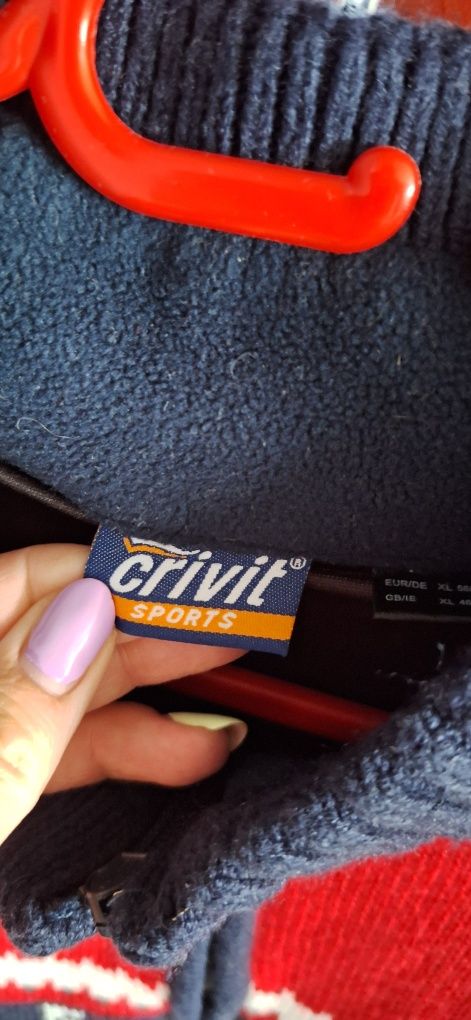 crivit®
SPORTS
EUR/DE XL
GB/IE XL